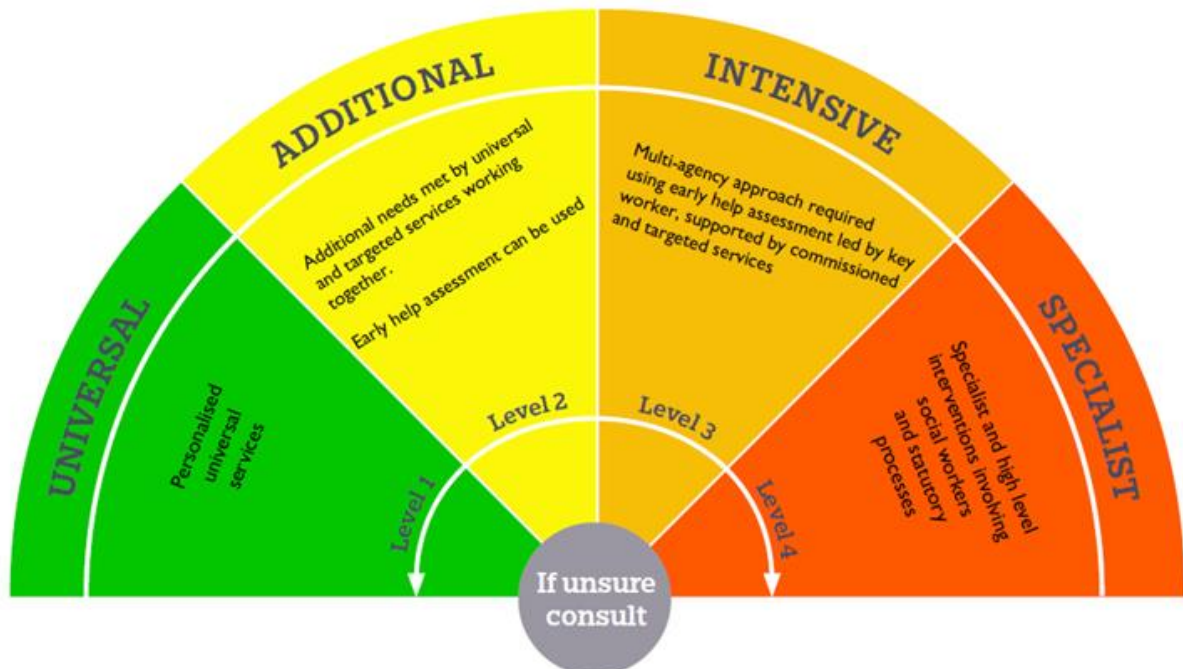 UNIVERSAL
Personalised
universal
services
Level 1
ADDITIONAL
Additional needs met by universal
and targeted services working
together.
Early help assessment can be used
Level 2
INTENSIVE
Multi-agency approach required
using early help assessment led by key
worker, supported by commissioned
and targeted services
Level 3
SPECIALIST
Specialist and high level
interventions involving
social workers
and statutory
processes
Level 4
If unsure
consult